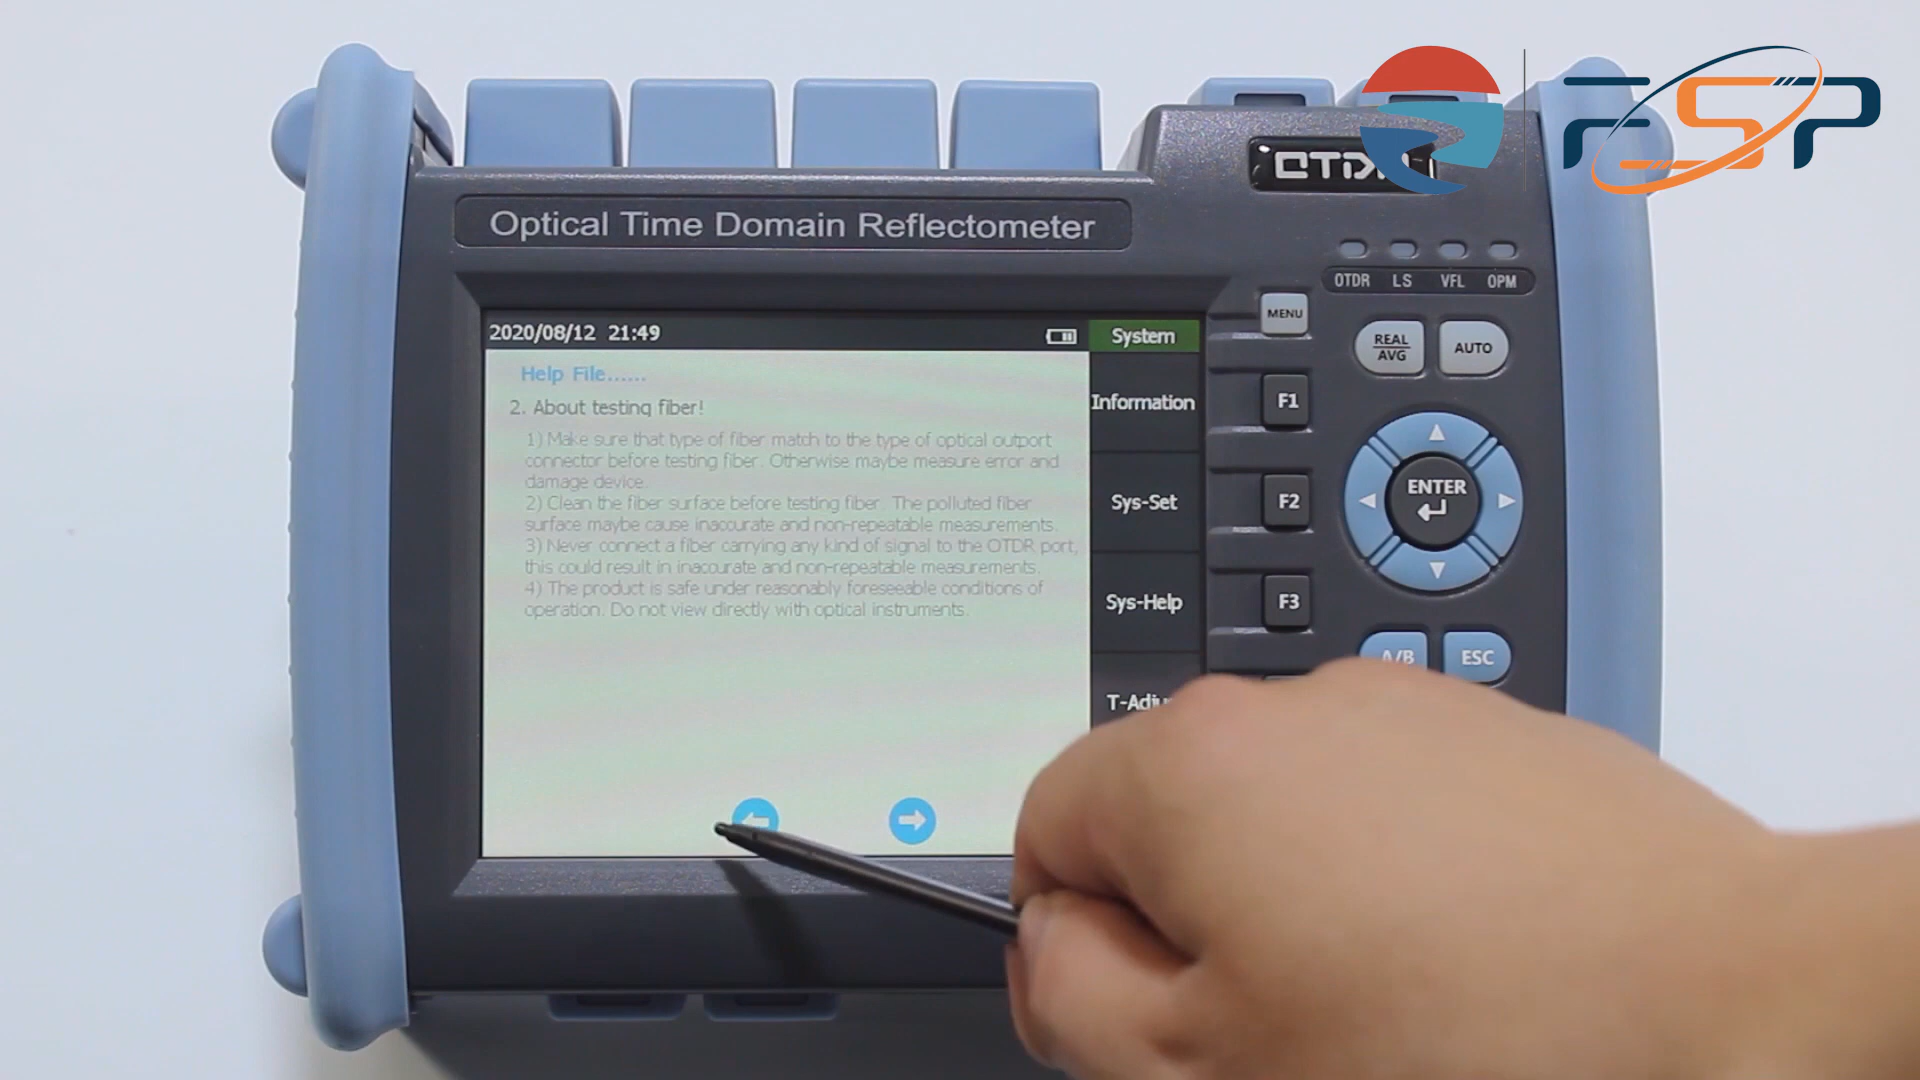 FSP
OTDR
Optical Time Domain Reflectometer
OTDR LS VFL OPM
MENU
REAL
AVG
AUTO
2020/08/12 21:49
System
Help File......
2. About testing fiber!
1) Make sure that type of fiber match to the type of optical outport
connector before testing fiber. Otherwise maybe measure error and
damage device.
2) Clean the fiber surface before testing fiber. The polluted fiber
surface maybe cause inaccurate and non-repeatable measurements.
3) Never connect a fiber carrying any kind of signal to the OTDR port,
this could result in inaccurate and non-repeatable measurements.
4) The product is safe under reasonably foreseeable conditions of
operation. Do not view directly with optical instruments.
Information
F1
Sys-Set
F2
ENTER
Sys-Help
F3
A/B
ESC